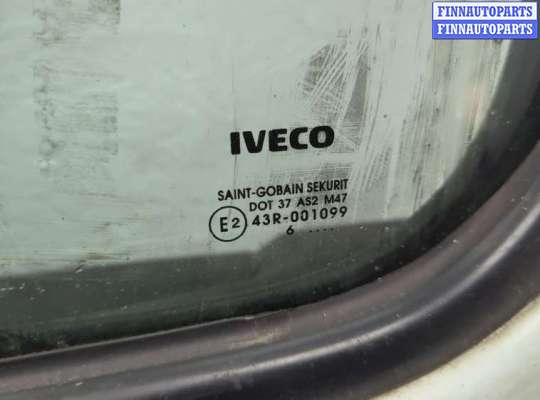 FINNAUTOPARTS
FINNAUTOPARTS
IVECO
SAINT-GOBAIN SEKURIT
DOT 37 AS2 M47
E2 43R-001099
6 ....